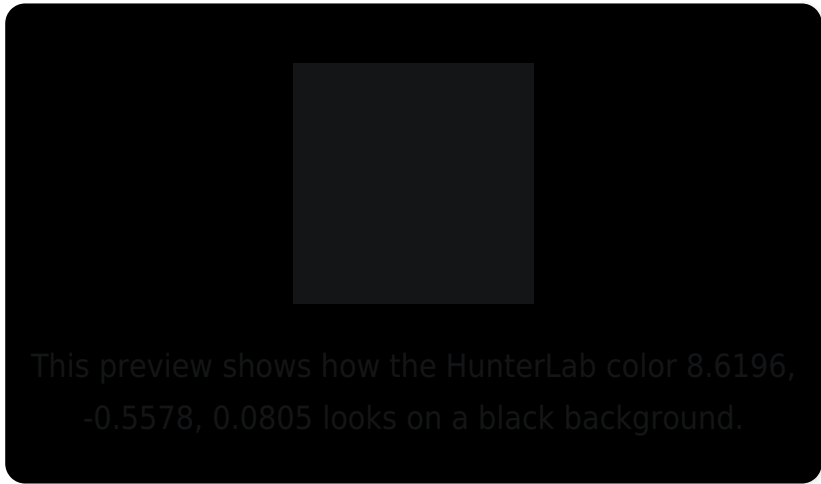 This preview shows how the HunterLab color 8.6196,
-0.5578, 0.0805 looks on a black background.